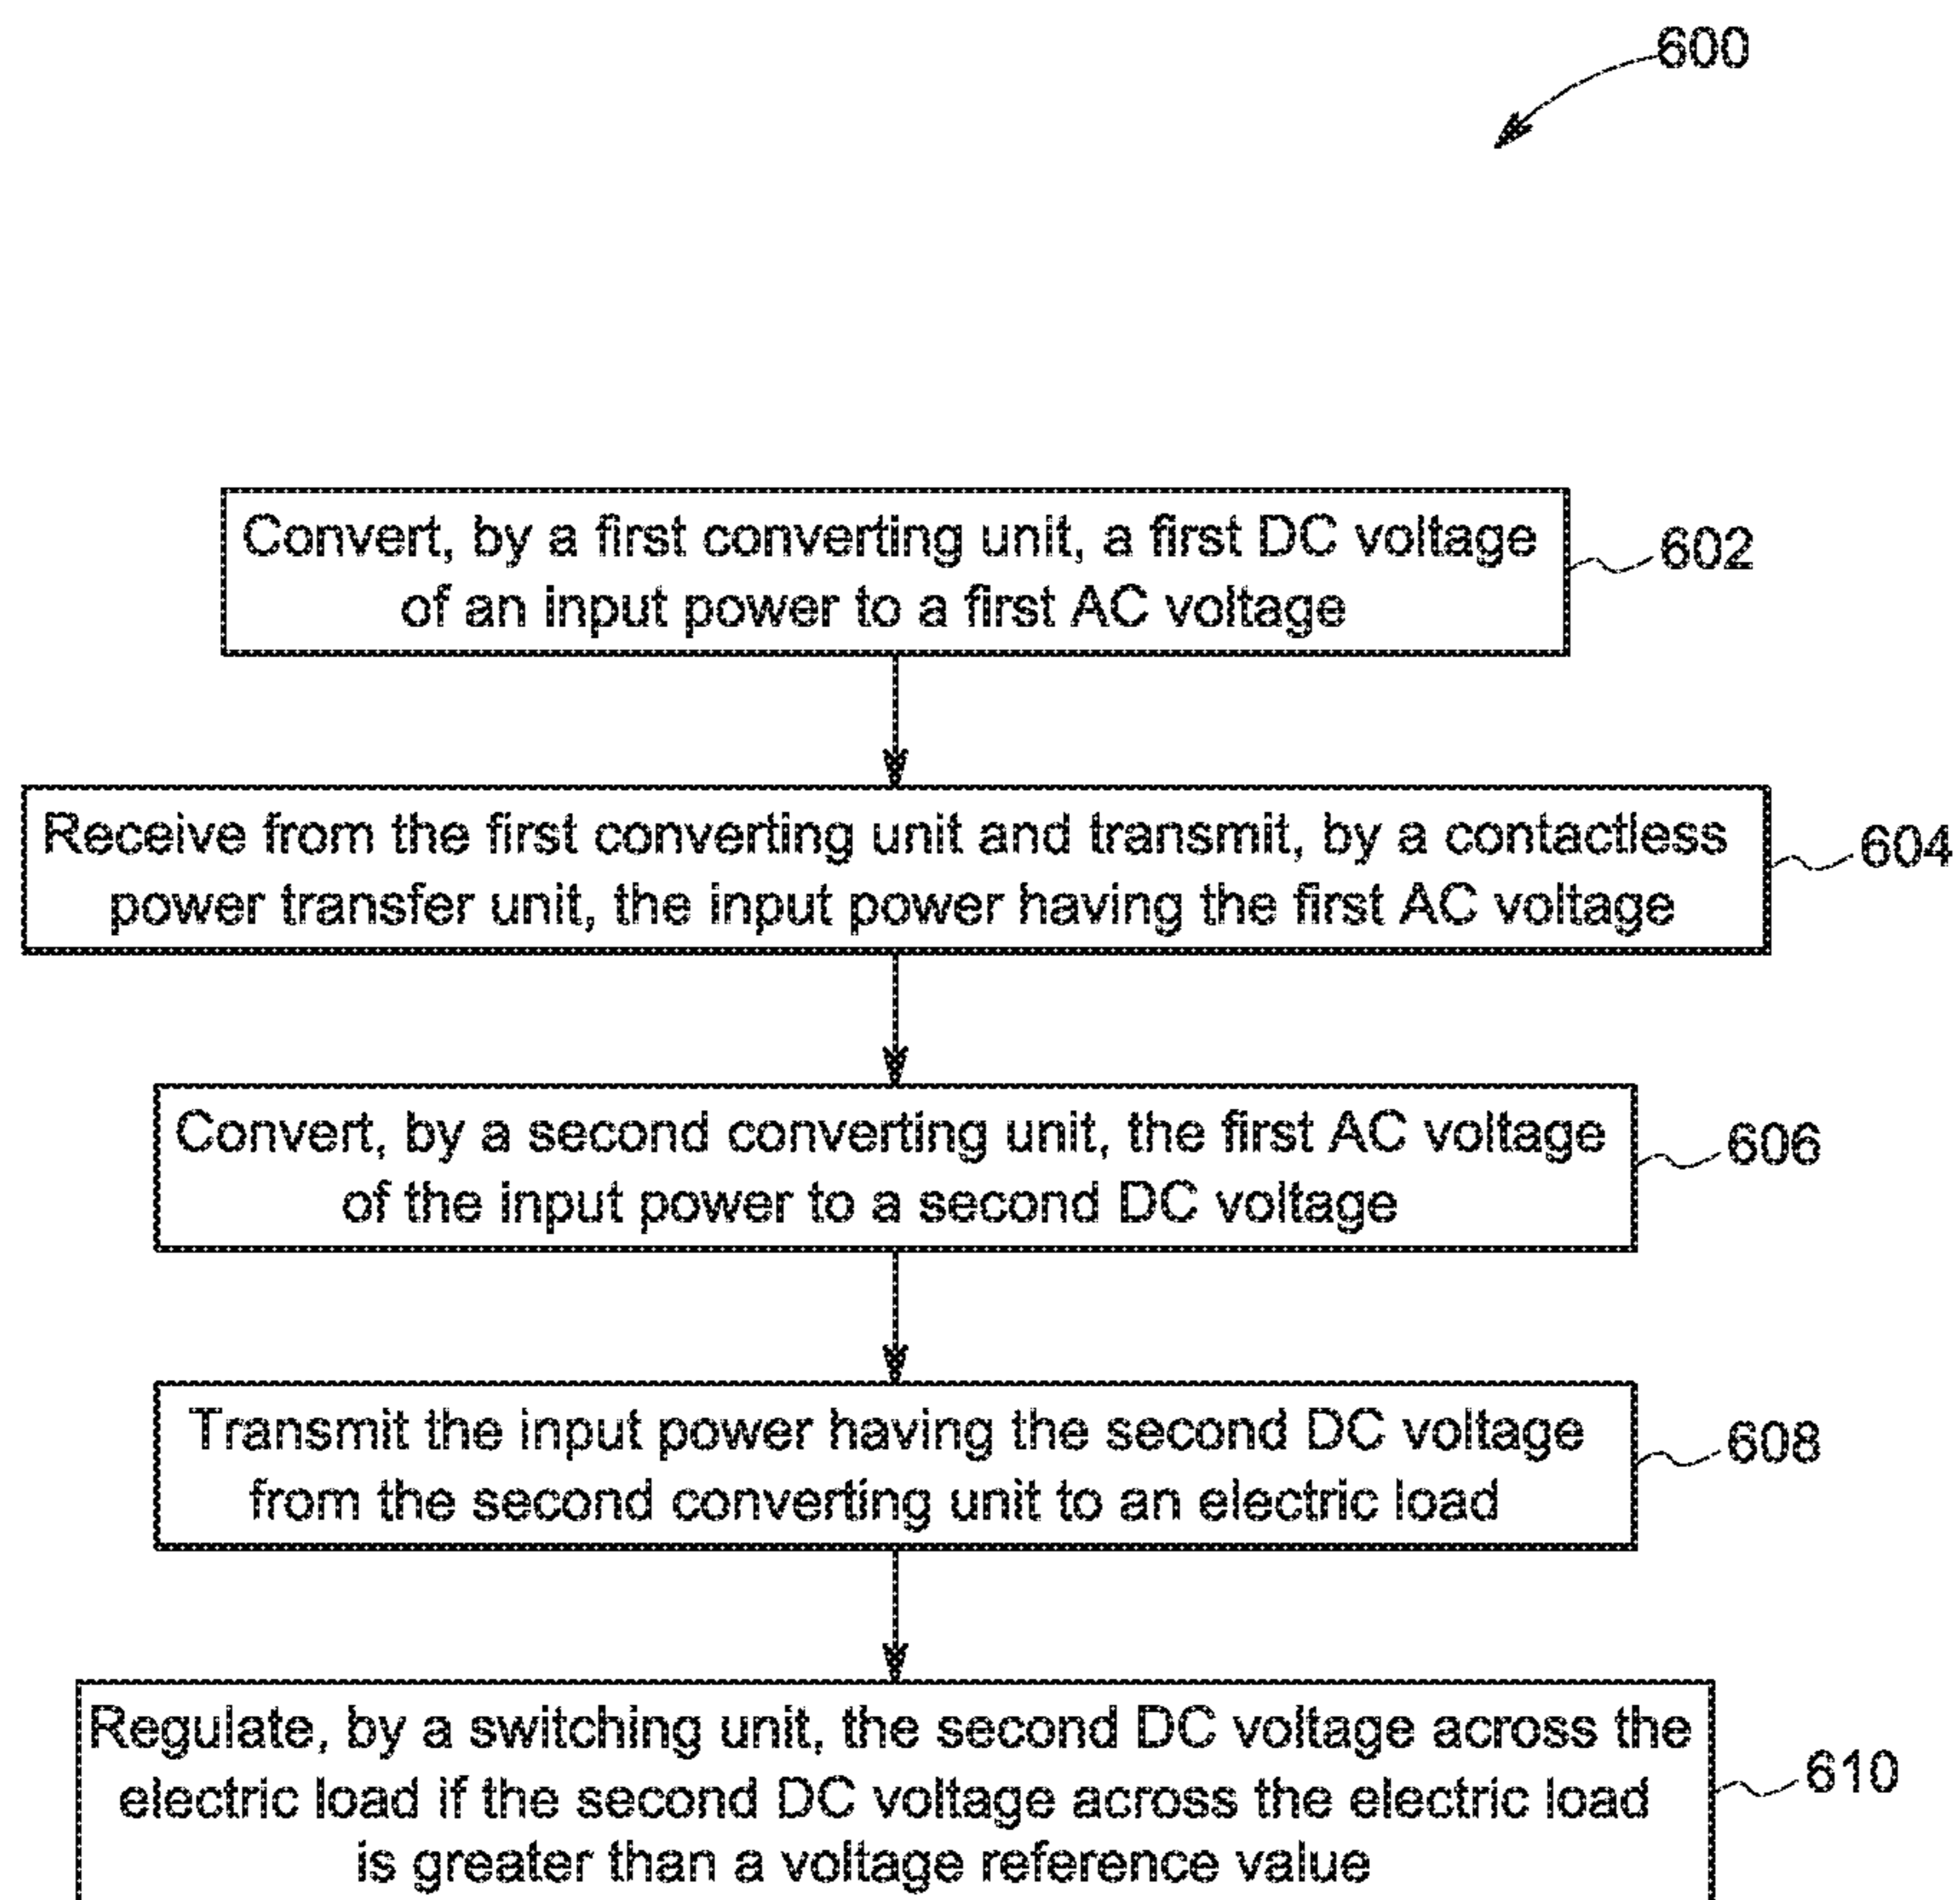 600
Convert, by a first converting unit, a first DC voltage
of an input power to a first AC voltage
602
Receive from the first converting unit and transmit, by a contactless
power transfer unit, the input power having the first AC voltage
604
Convert, by a second converting unit, the first AC voltage
of the input power to a second DC voltage
606
Transmit the input power having the second DC voltage
from the second converting unit to an electric load
608
Regulate, by a switching unit, the second DC voltage across the
electric load if the second DC voltage across the electric load
is greater than a voltage reference value
610